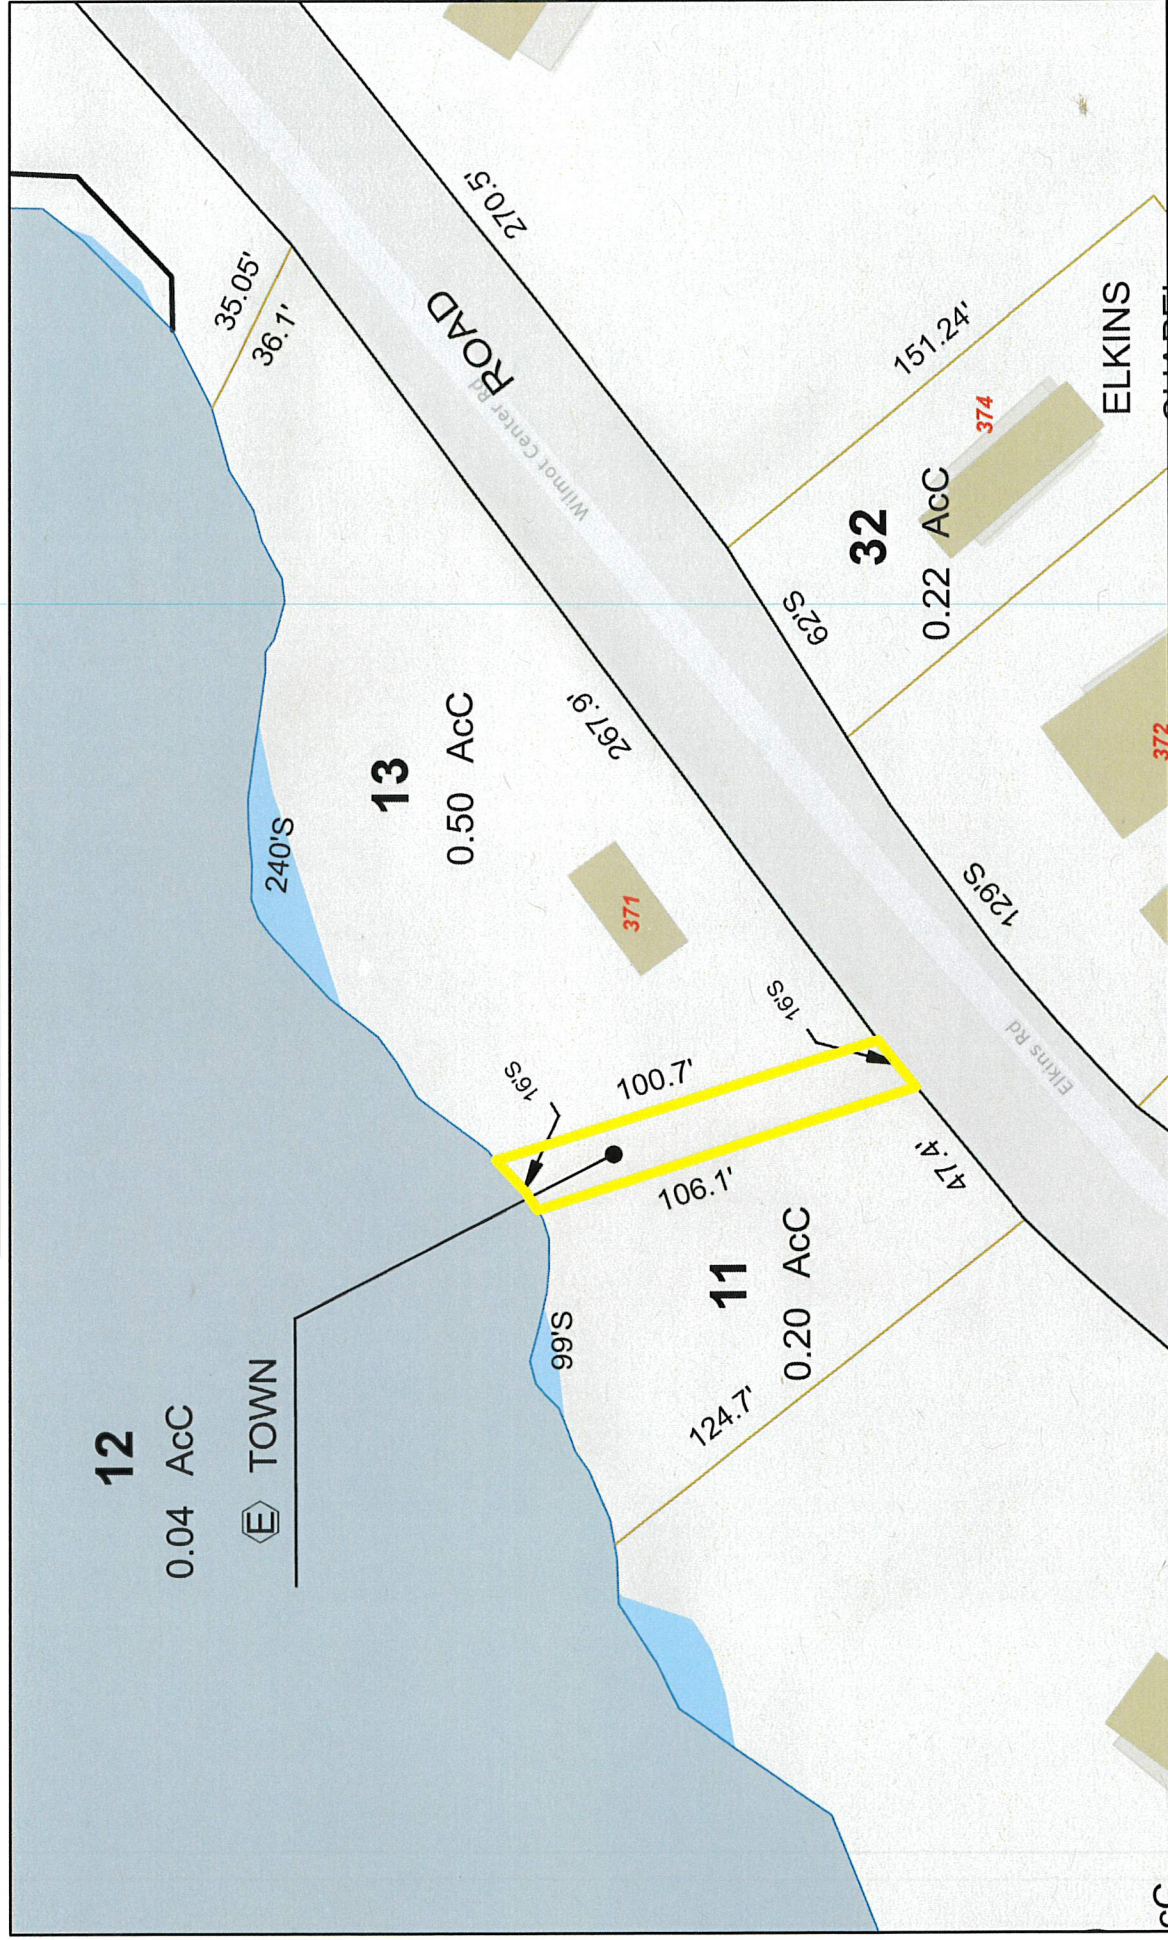 12
0.04 AcC
E TOWN
35.05'
36.1'
270.5'
ROAD
Wilmot Center Rd
151.24'
374
ELKINS
32
0.22 AcC
62'S
267.9'
13
0.50 AcC
240'S
371
372
129'S
16'S
16'S
100.7'
106.1'
Elkins Rd
47.4'
11
0.20 AcC
99'S
124.7'